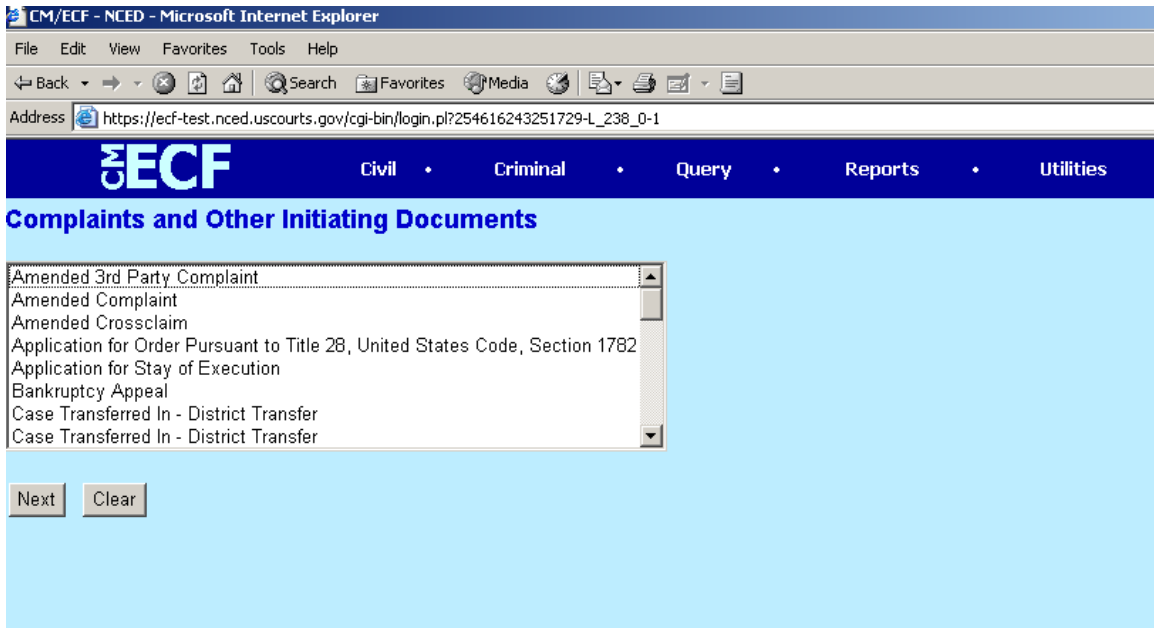 CM/ECF - NCED - Microsoft Internet Explorer
File Edit View Favorites Tools Help
Back Search Favorites Media
Address https://ecf-test.nced.uscourts.gov/cgi-bin/login.pl?254616243251729-L_238_0-1
CM ECF Civil • Criminal • Query • Reports • Utilities
Complaints and Other Initiating Documents
Amended 3rd Party Complaint
Amended Complaint
Amended Crossclaim
Application for Order Pursuant to Title 28, United States Code, Section 1782
Application for Stay of Execution
Bankruptcy Appeal
Case Transferred In - District Transfer
Case Transferred In - District Transfer
Next Clear